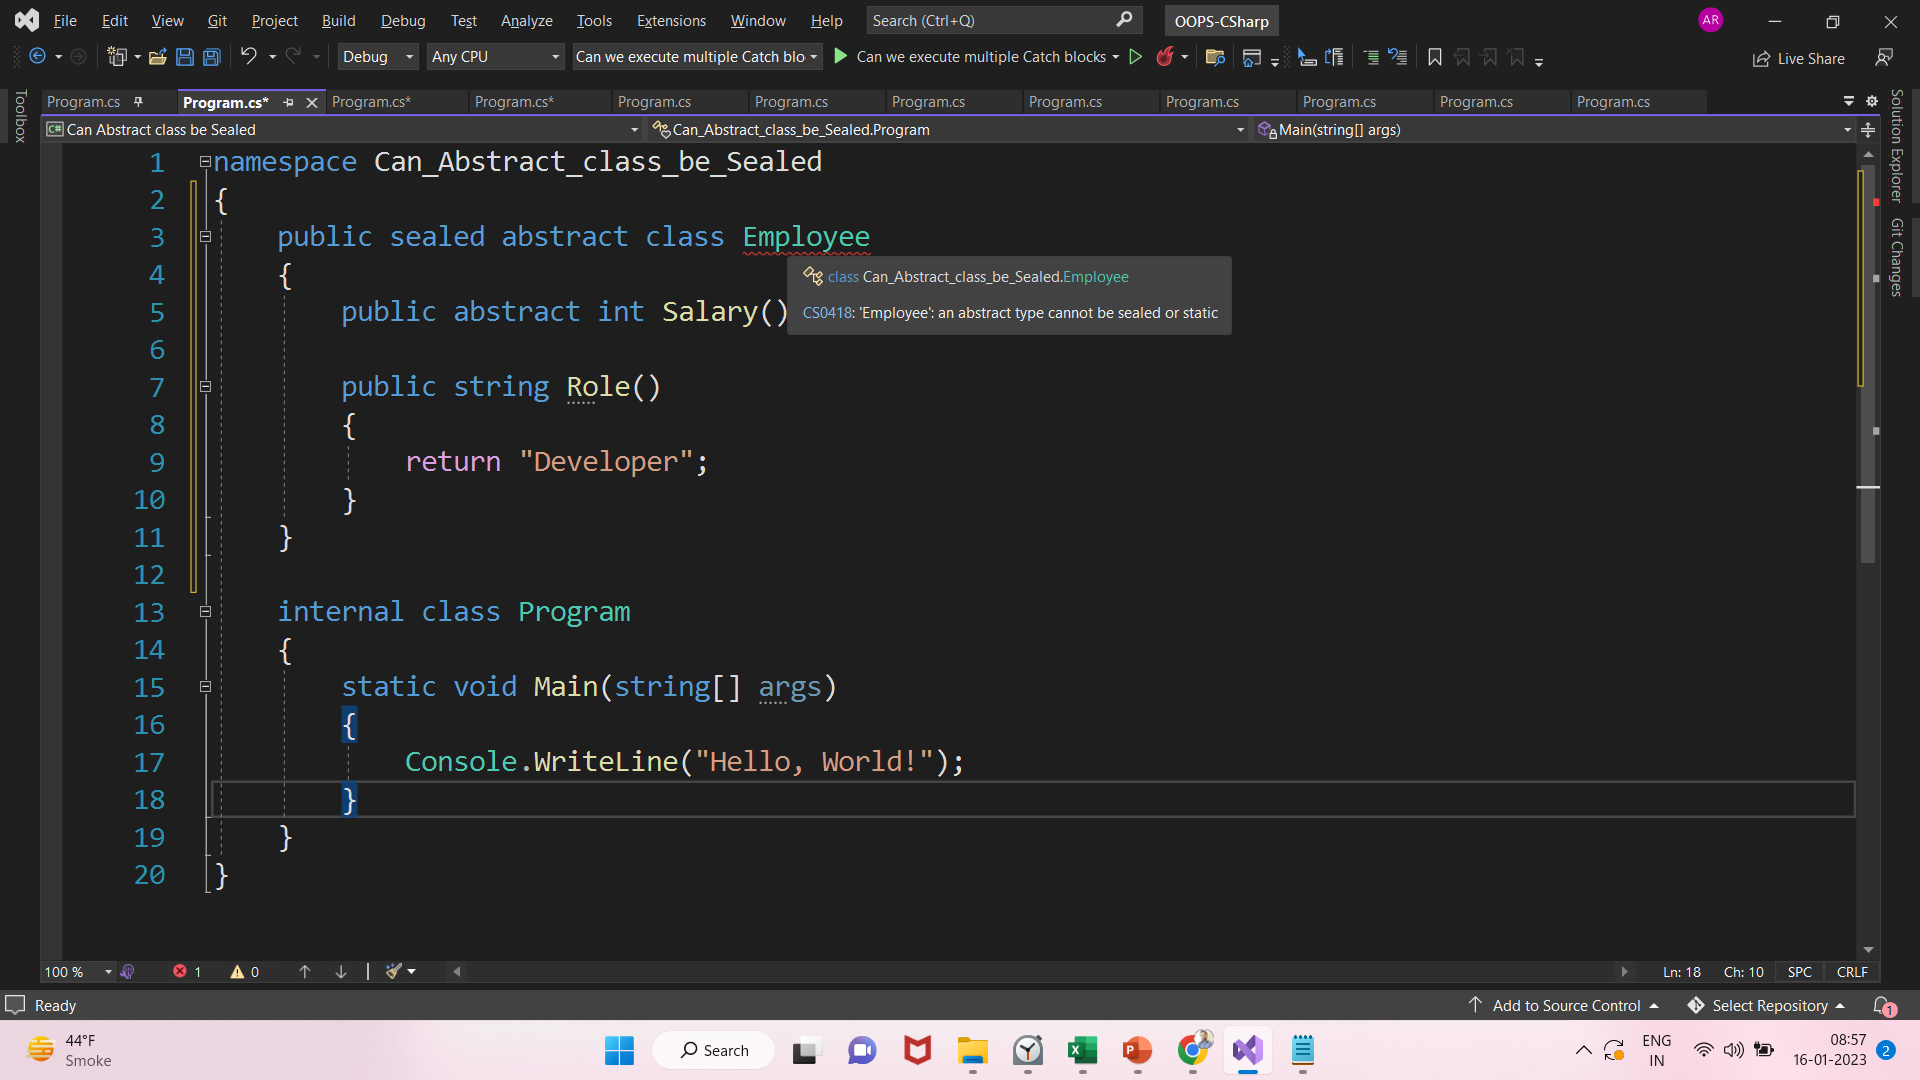 File Edit View Git Project Build Debug Test Analyze Tools Extensions Window Help Search (Ctrl+Q) OOPS-CSharp AR
Debug Any CPU Can we execute multiple Catch blo Can we execute multiple Catch blocks Live Share
Toolbox
Program.cs Program.cs* Program.cs* Program.cs* Program.cs Program.cs Program.cs Program.cs Program.cs Program.cs Program.cs Program.cs
C# Can Abstract class be Sealed Can_Abstract_class_be_Sealed.Program Main(string[] args)
Solution Explorer
Git Changes
1 namespace Can_Abstract_class_be_Sealed
2 {
3 public sealed abstract class Employee
4 {
class Can_Abstract_class_be_Sealed.Employee
5 public abstract int Salary()
CS0418: 'Employee': an abstract type cannot be sealed or static
6
7 public string Role()
8 {
9 return "Developer";
10 }
11 }
12
13 internal class Program
14 {
15 static void Main(string[] args)
16 {
17 Console.WriteLine("Hello, World!");
18 }
19 }
20 }
100 % 1 0 Ln: 18 Ch: 10 SPC CRLF
Ready Add to Source Control Select Repository 1
44°F
Smoke
Search
ENG
IN
08:57
16-01-2023
2